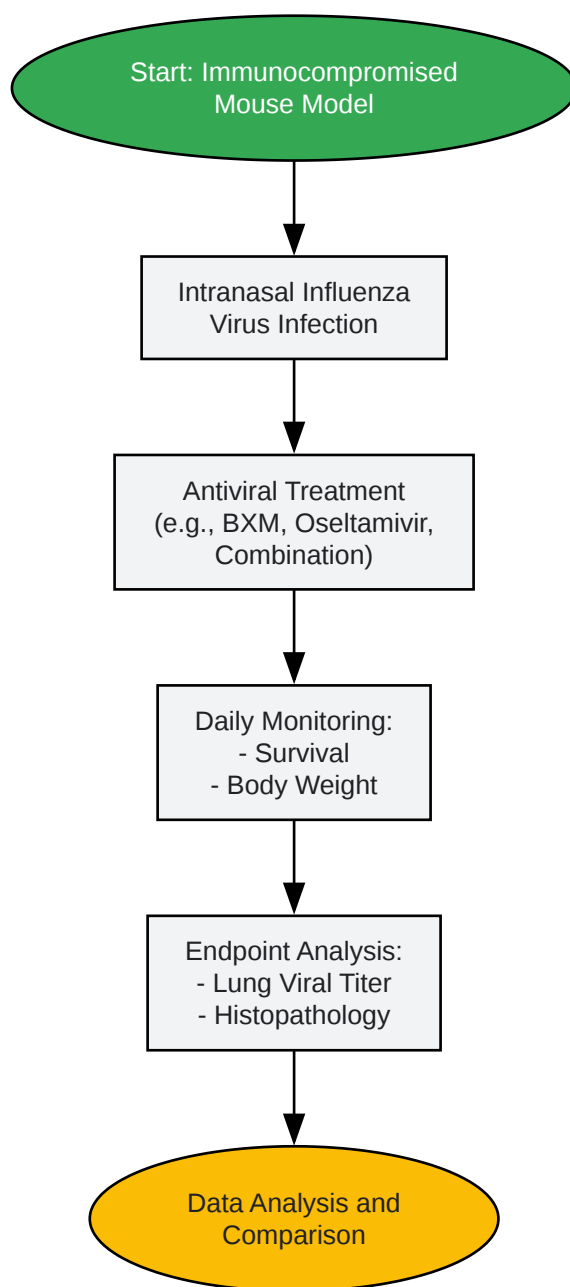 Start: Immunocompromised
Mouse Model
Intranasal Influenza
Virus Infection
Antiviral Treatment
(e.g., BXM, Oseltamivir,
Combination)
Daily Monitoring:
- Survival
- Body Weight
Endpoint Analysis:
- Lung Viral Titer
- Histopathology
Data Analysis and
Comparison